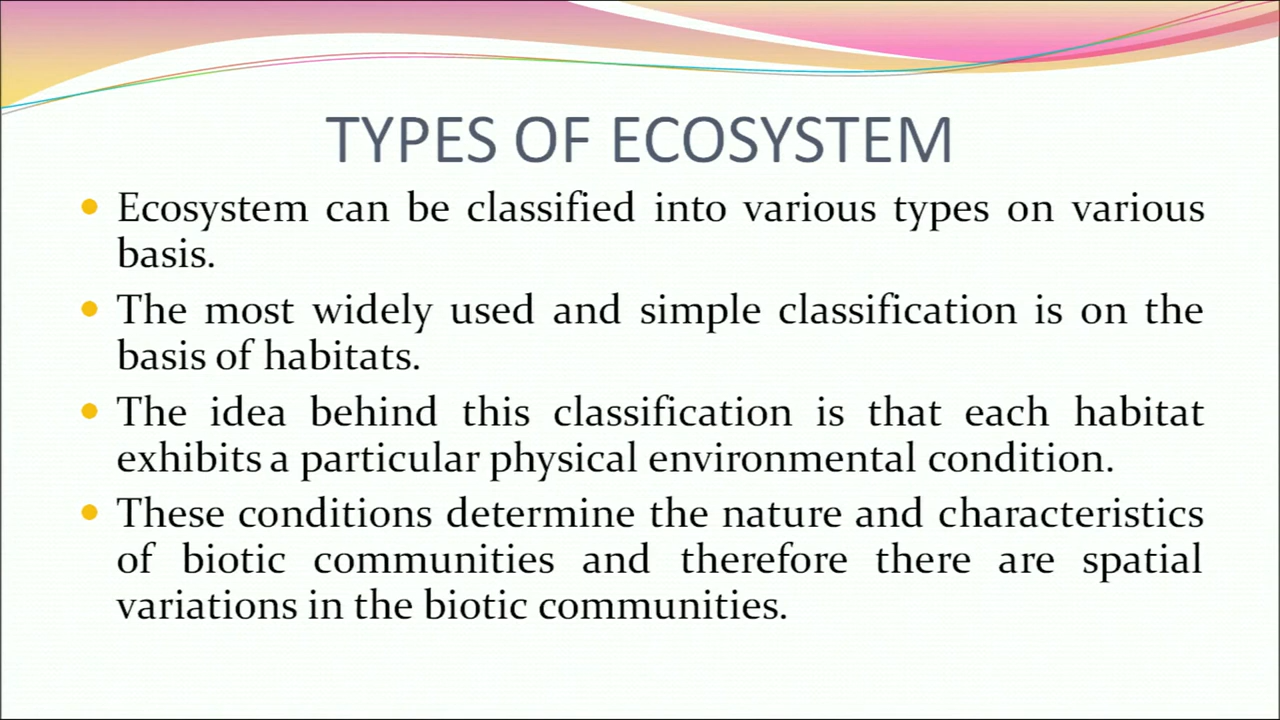 TYPES OF ECOSYSTEM
Ecosystem can be classified into various types on various
basis.
The most widely used and simple classification is on the
basis of habitats.
The idea behind this classification is that each habitat
exhibits a particular physical environmental condition.
These conditions determine the nature and characteristics
of biotic communities and therefore there are spatial
variations in the biotic communities.